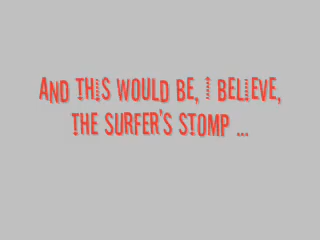 AND THIS WOULD BE, I BELIEVE,
THE SURFER'S STOMP ...